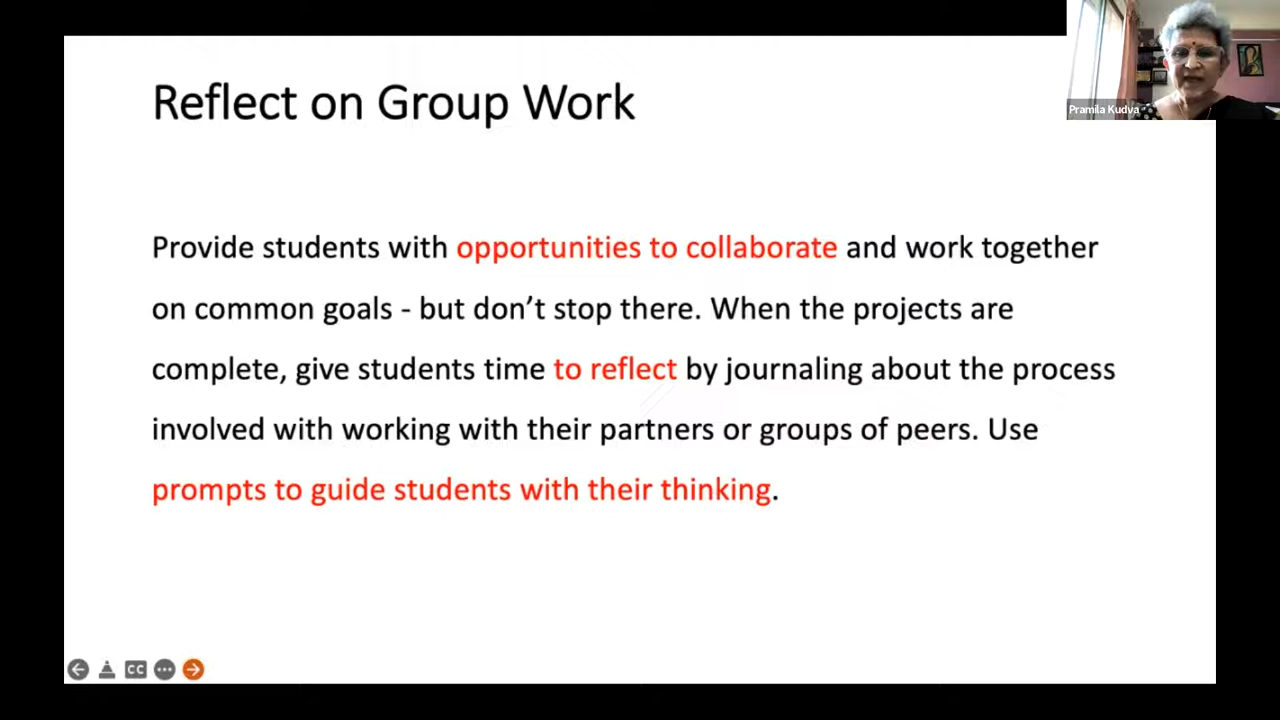 Reflect on Group Work
Pramila Kudva
Provide students with opportunities to collaborate and work together
on common goals - but don’t stop there. When the projects are
complete, give students time to reflect by journaling about the process
involved with working with their partners or groups of peers. Use
prompts to guide students with their thinking.
CC